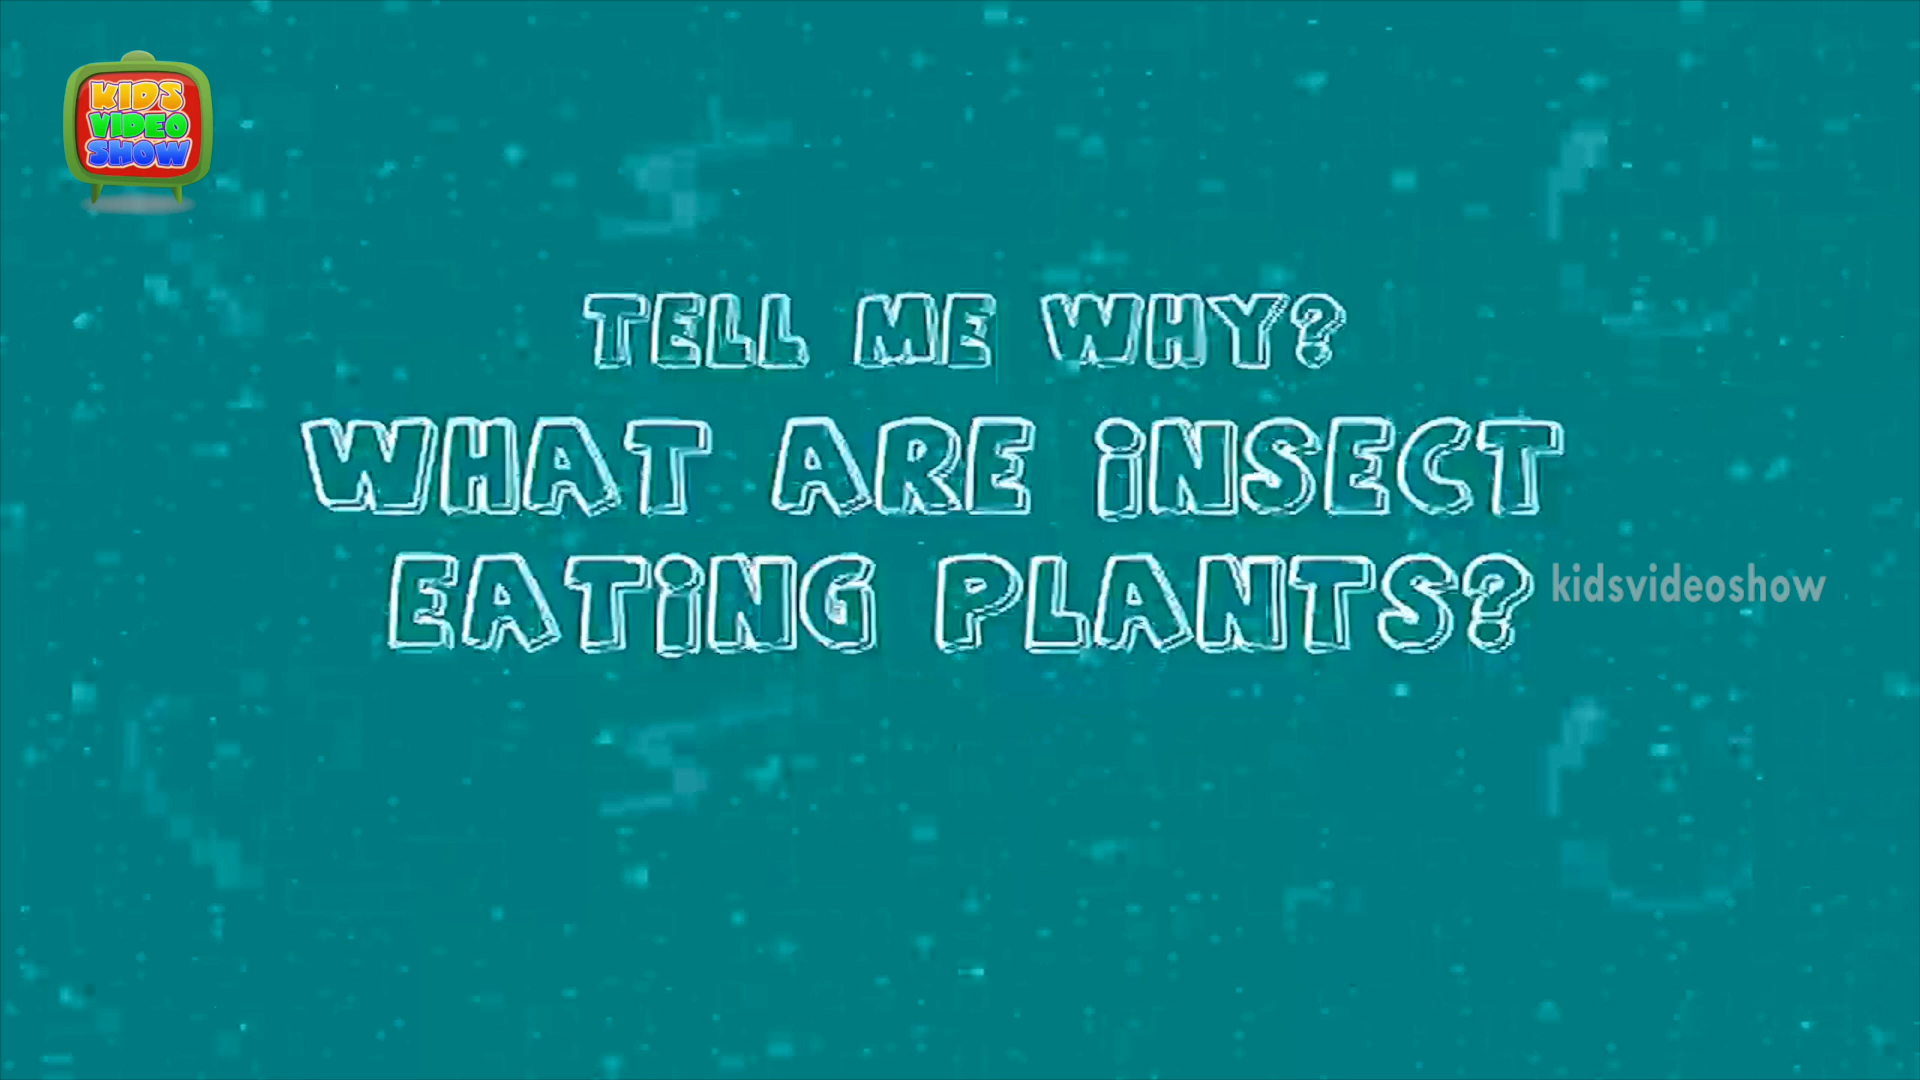 KIDS
VIDEO
SHOW
TELL ME WHY?
WHAT ARE iNSECT
EATiNG PLANTS?
kidsvideoshow